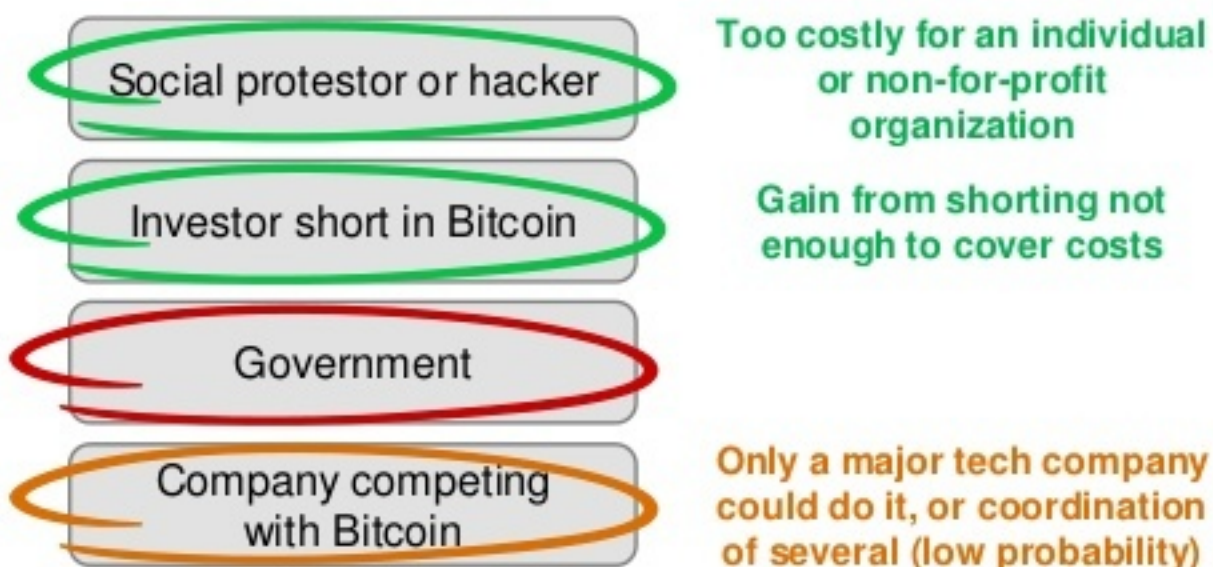 Social protestor or hacker
Too costly for an individual
or non-for-profit
organization
Investor short in Bitcoin
Gain from shorting not
enough to cover costs
Government
Company competing
with Bitcoin
Only a major tech company
could do it, or coordination
of several (low probability)